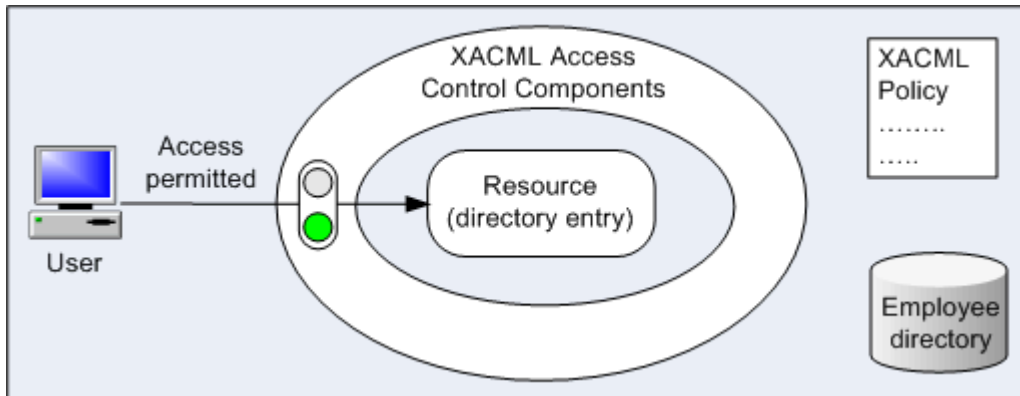 XACML Access
Control Components
Access
permitted
User
Resource
(directory entry)
XACML
Policy
........
.....
Employee
directory